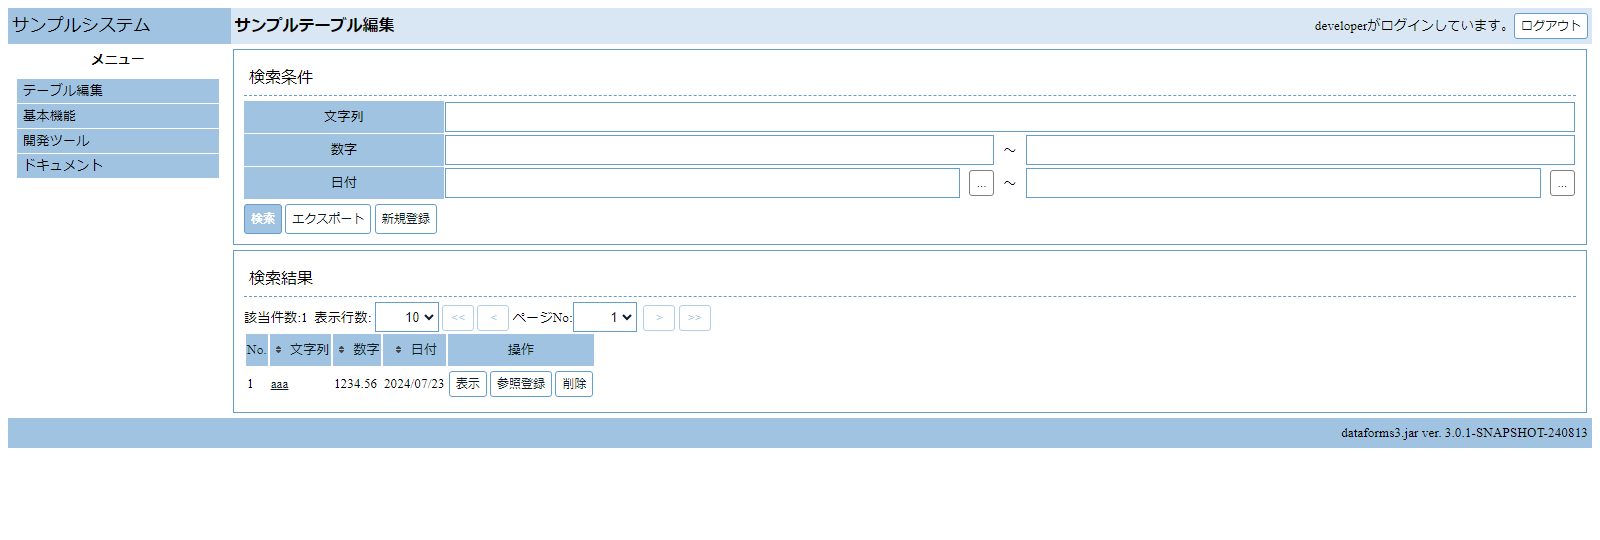 サンプルシステム サンプルテーブル編集 developerがログインしています。 ログアウト
メニュー
テーブル編集
基本機能
開発ツール
ドキュメント
検索条件
文字列
数字 ～
日付 ... ～ ...
検索 エクスポート 新規登録
検索結果
該当件数:1 表示行数: 10 << < ページNo: 1 > >>
No. 文字列 数字 日付 操作
1 aaa 1234.56 2024/07/23 表示 参照登録 削除
dataforms3.jar ver. 3.0.1-SNAPSHOT-240813